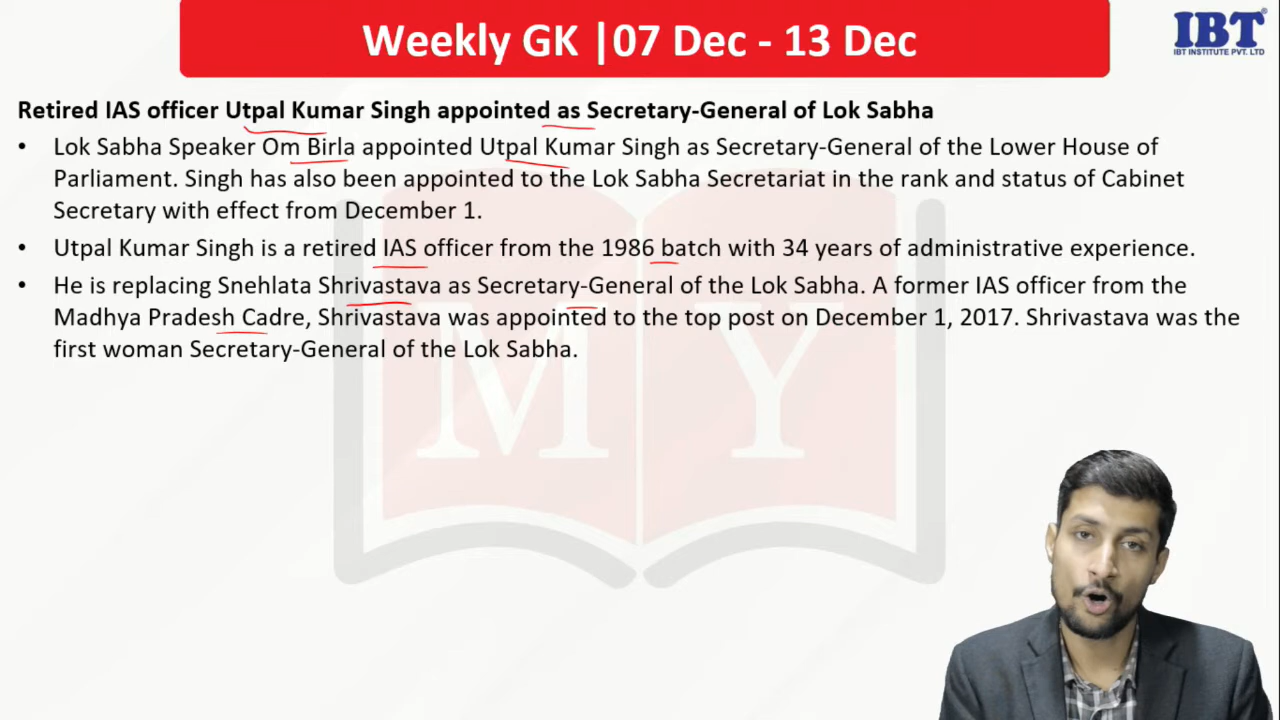 Weekly GK |07 Dec - 13 Dec
IBT
IBT INSTITUTE PVT. LTD
Retired IAS officer Utpal Kumar Singh appointed as Secretary-General of Lok Sabha
• Lok Sabha Speaker Om Birla appointed Utpal Kumar Singh as Secretary-General of the Lower House of
Parliament. Singh has also been appointed to the Lok Sabha Secretariat in the rank and status of Cabinet
Secretary with effect from December 1.
• Utpal Kumar Singh is a retired IAS officer from the 1986 batch with 34 years of administrative experience.
• He is replacing Snehlata Shrivastava as Secretary-General of the Lok Sabha. A former IAS officer from the
Madhya Pradesh Cadre, Shrivastava was appointed to the top post on December 1, 2017. Shrivastava was the
first woman Secretary-General of the Lok Sabha.
M Y